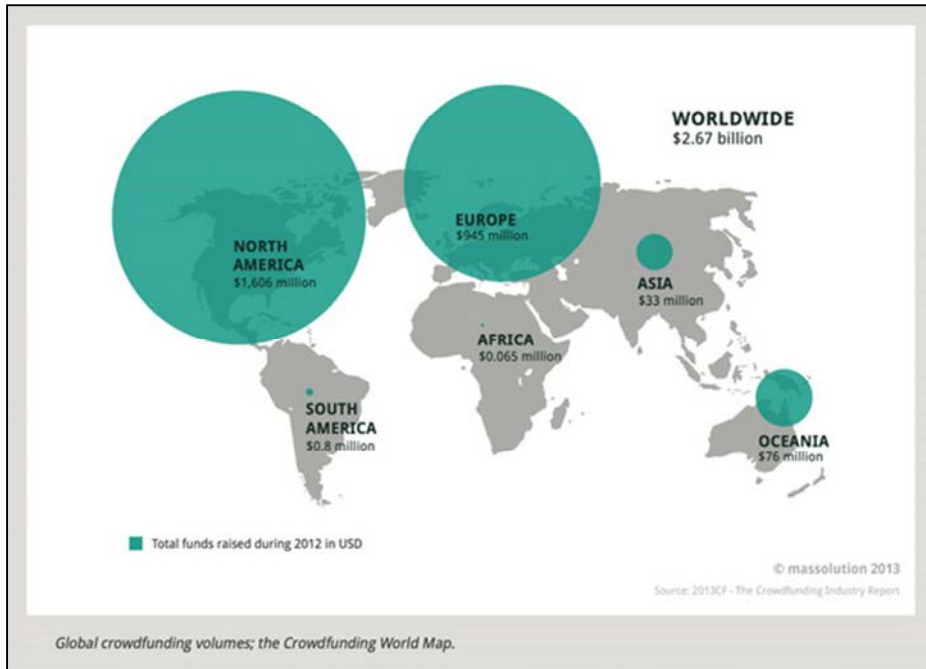 WORLDWIDE
$2.67 billion
NORTH
AMERICA
$1,606 million
EUROPE
$945 million
ASIA
$33 million
AFRICA
$0.065 million
SOUTH
AMERICA
$0.8 million
OCEANIA
$76 million
Total funds raised during 2012 in USD
© massolution 2013
Source: 2013CF - The Crowdfunding Industry Report
Global crowdfunding volumes; the Crowdfunding World Map.